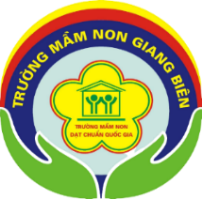 TRƯỜNG MẦM NON GIANG BIÊN
TRƯỜNG MẦM NON
ĐẠT CHUẨN QUỐC GIA